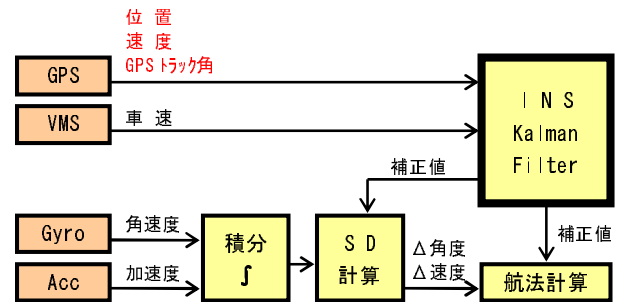 位 置
速 度
GPSトラック角
GPS
VMS
車 速
I N S
Kalman
Filter
補正値
補正値
Gyro
角速度
積分
∫
S D
計算
Δ角度
Δ速度
Acc
加速度
航法計算